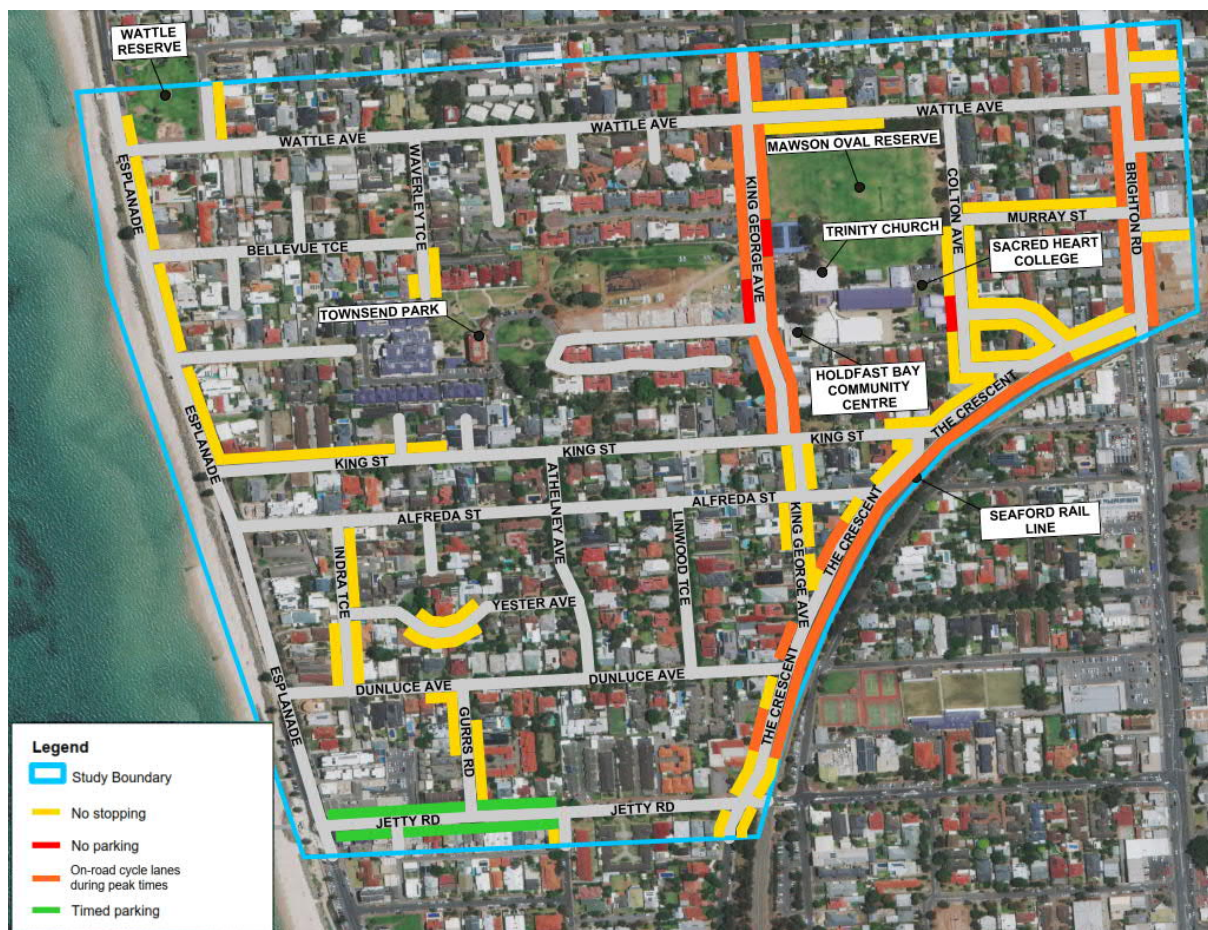 WATTLE
RESERVE
WATTLE AVE
WATTLE AVE
WATTLE AVE
MAWSON OVAL RESERVE
ESPLANADE
WAVERLEY TCE
KING GEORGE AVE
COLTON AVE
BRIGHTON RD
MURRAY ST
TRINITY CHURCH
SACRED HEART
COLLEGE
BELLEVUE TCE
TOWNSEND PARK
HOLDFAST BAY
COMMUNITY
CENTRE
THE CRESCENT
ESPLANADE
KING ST
KING ST
KING ST
ATHELNEY AVE
ALFREDA ST
ALFREDA ST
LINWOOD TCE
KING GEORGE AVE
THE CRESCENT
SEAFORD RAIL
LINE
INDRA TCE
YESTER AVE
ESPLANADE
DUNLUCE AVE
DUNLUCE AVE
GURRS RD
THE CRESCENT
JETTY RD
JETTY RD
Legend
Study Boundary
No stopping
No parking
On-road cycle lanes
during peak times
Timed parking